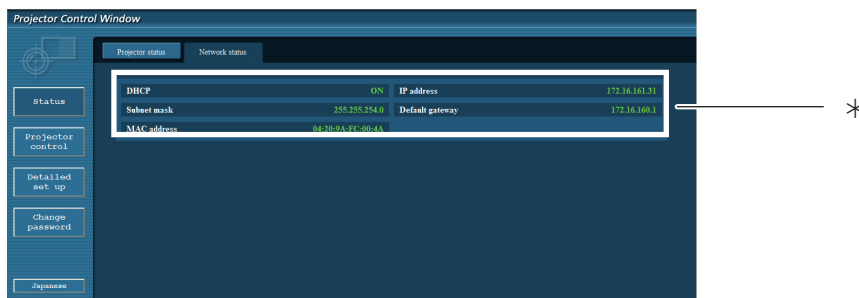 Projector Control Window
Projector status Network status
DHCP ON IP address 172.16.161.31
Subnet mask 255.255.254.0 Default gateway 172.16.160.1
MAC address 04:20:9A:FC:00:4A
Status
Projector
control
Detailed
set up
Change
password
Japanese
*